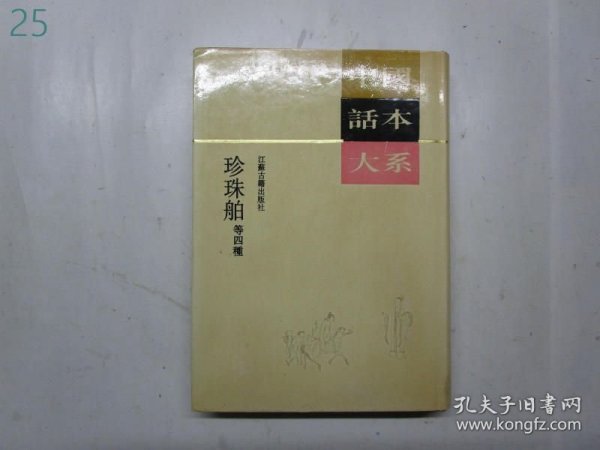 25
中國
話本
大系
江蘇古籍出版社
珍珠舶等四種
孔夫子旧书网
www.kongfz.com